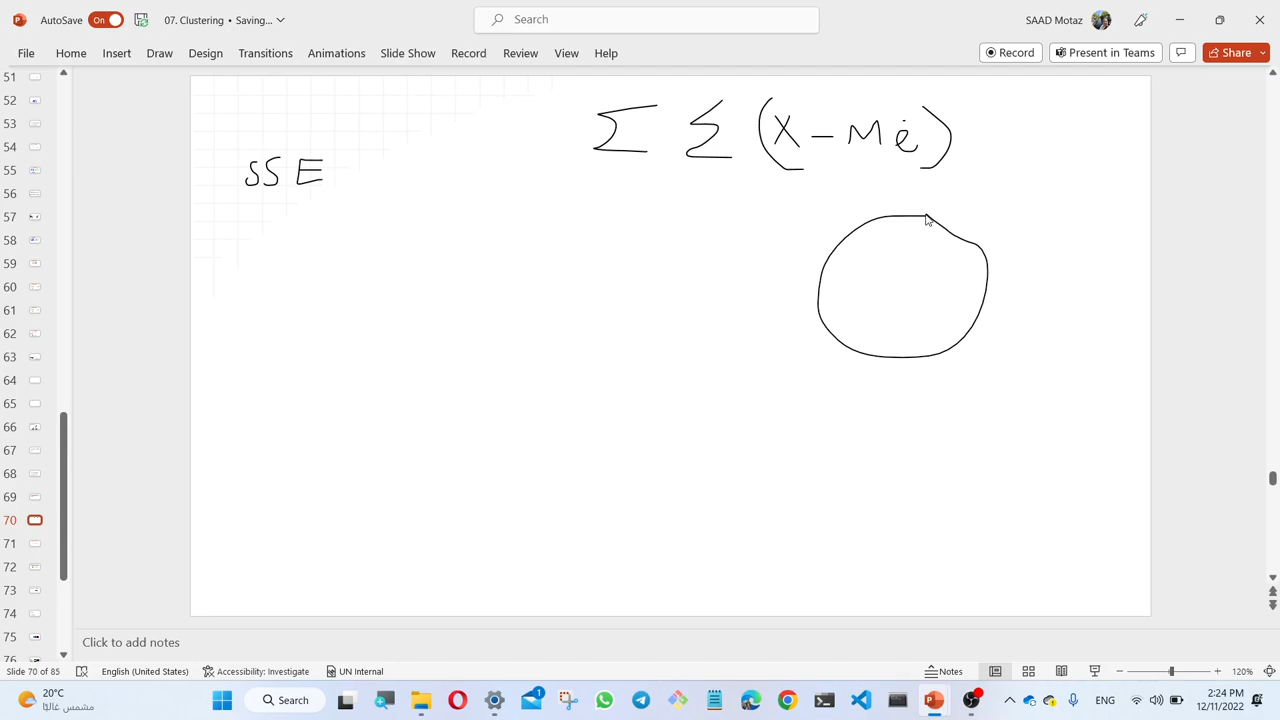 AutoSave On 07. Clustering • Saving... Search SAAD Motaz
File Home Insert Draw Design Transitions Animations Slide Show Record Review View Help Record Present in Teams Share
51
52
53
54
55
56
57
58
59
60
61
62
63
64
65
66
67
68
69
70
71
72
73
74
75
76
Σ Σ (X - Mi)
SSE
Click to add notes
Slide 70 of 85 English (United States) Accessibility: Investigate UN Internal Notes 120%
20°C
مشمس غالبًا
Search
1
ENG
2:24 PM
12/11/2022